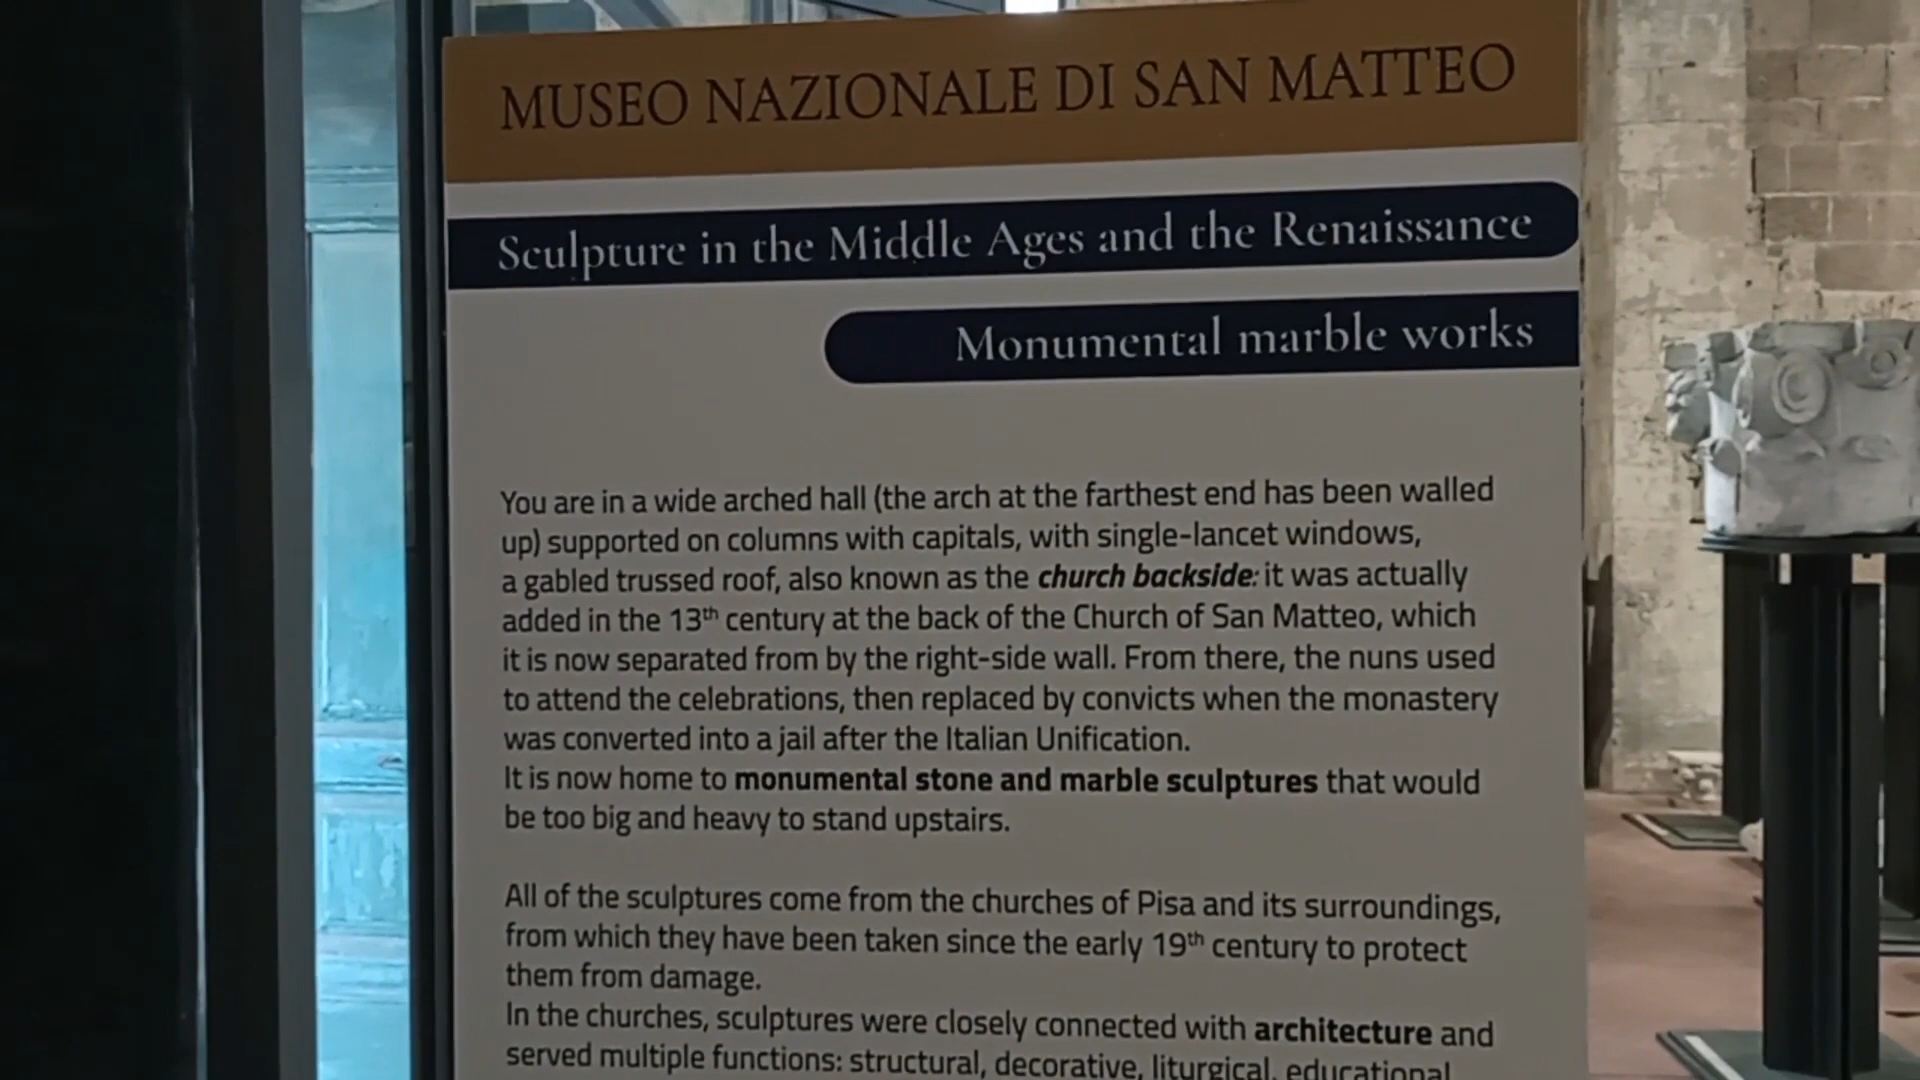 MUSEO NAZIONALE DI SAN MATTEO
Sculpture in the Middle Ages and the Renaissance
Monumental marble works
You are in a wide arched hall (the arch at the farthest end has been walled
up) supported on columns with capitals, with single-lancet windows,
a gabled trussed roof, also known as the church backside: it was actually
added in the 13th century at the back of the Church of San Matteo, which
it is now separated from by the right-side wall. From there, the nuns used
to attend the celebrations, then replaced by convicts when the monastery
was converted into a jail after the Italian Unification.
It is now home to monumental stone and marble sculptures that would
be too big and heavy to stand upstairs.
All of the sculptures come from the churches of Pisa and its surroundings,
from which they have been taken since the early 19th century to protect
them from damage.
In the churches, sculptures were closely connected with architecture and
served multiple functions: structural, decorative, liturgical, educational